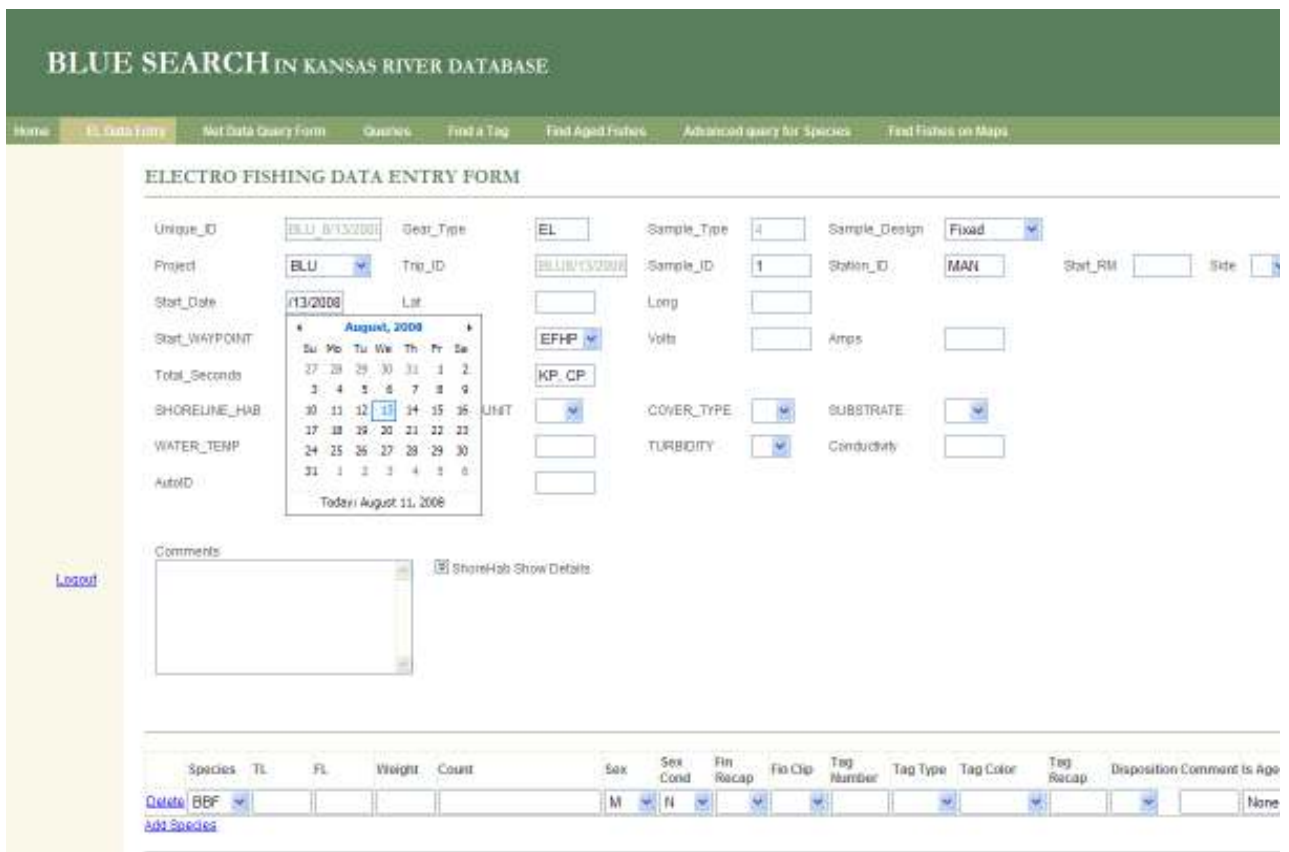 BLUE SEARCH IN KANSAS RIVER DATABASE
Home EL Data Entry Net Data Query Form Queries Find a Tag Find Aged Fishes Advanced query for Species Find Fishes on Maps
ELECTRO FISHING DATA ENTRY FORM
Unique_ID BLU_8/13/2008 Gear_Type EL Sample_Type 4 Sample_Design Fixed
Project BLU Trip_ID BLU8/13/2008 Sample_ID 1 Station_ID MAN Start_RM Side
Start_Date /13/2008 Lat Long
Start_WAYPOINT EFHP Volts Amps
Total_Seconds KP, CP
SHORELINE_HAB UNIT COVER_TYPE SUBSTRATE
WATER_TEMP TURBIDITY Conductivity
AutoID
August, 2008
Su Mo Tu We Th Fr Sa
27 28 29 30 31 1 2
3 4 5 6 7 8 9
10 11 12 13 14 15 16
17 18 19 20 21 22 23
24 25 26 27 28 29 30
31 1 2 3 4 5 6
Today: August 11, 2008
Comments
ShoreHab Show Details
Logout
Species TL FL Weight Count Sex Sex Cond Fin Recap Fin Clip Tag Number Tag Type Tag Color Tag Recap Disposition Comment Is Age
Delete BBF M N None
Add Species